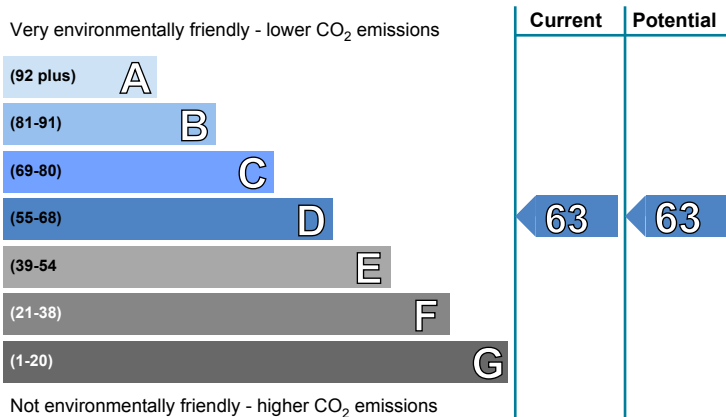 Current Potential
Very environmentally friendly - lower CO2 emissions
(92 plus) A
(81-91) B
(69-80) C
(55-68) D 63 63
(39-54 E
(21-38) F
(1-20) G
Not environmentally friendly - higher CO2 emissions